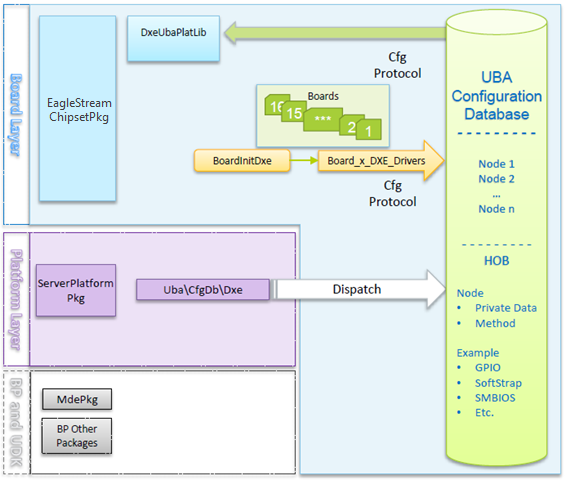 Board Layer
EagleStream
ChipsetPkg
DxeUbaPlatLib
Cfg
Protocol
Boards
16
15
***
2
1
BoardInitDxe
Board_x_DXE_Drivers
Cfg
Protocol
UBA
Configuration
Database
Node 1
Node 2
...
Node n
HOB
Node
• Private Data
• Method
Example
• GPIO
• SoftStrap
• SMBIOS
• Etc.
Platform Layer
ServerPlatform
Pkg
Uba\CfgDb\Dxe
Dispatch
BP and UDK
MdePkg
BP Other
Packages